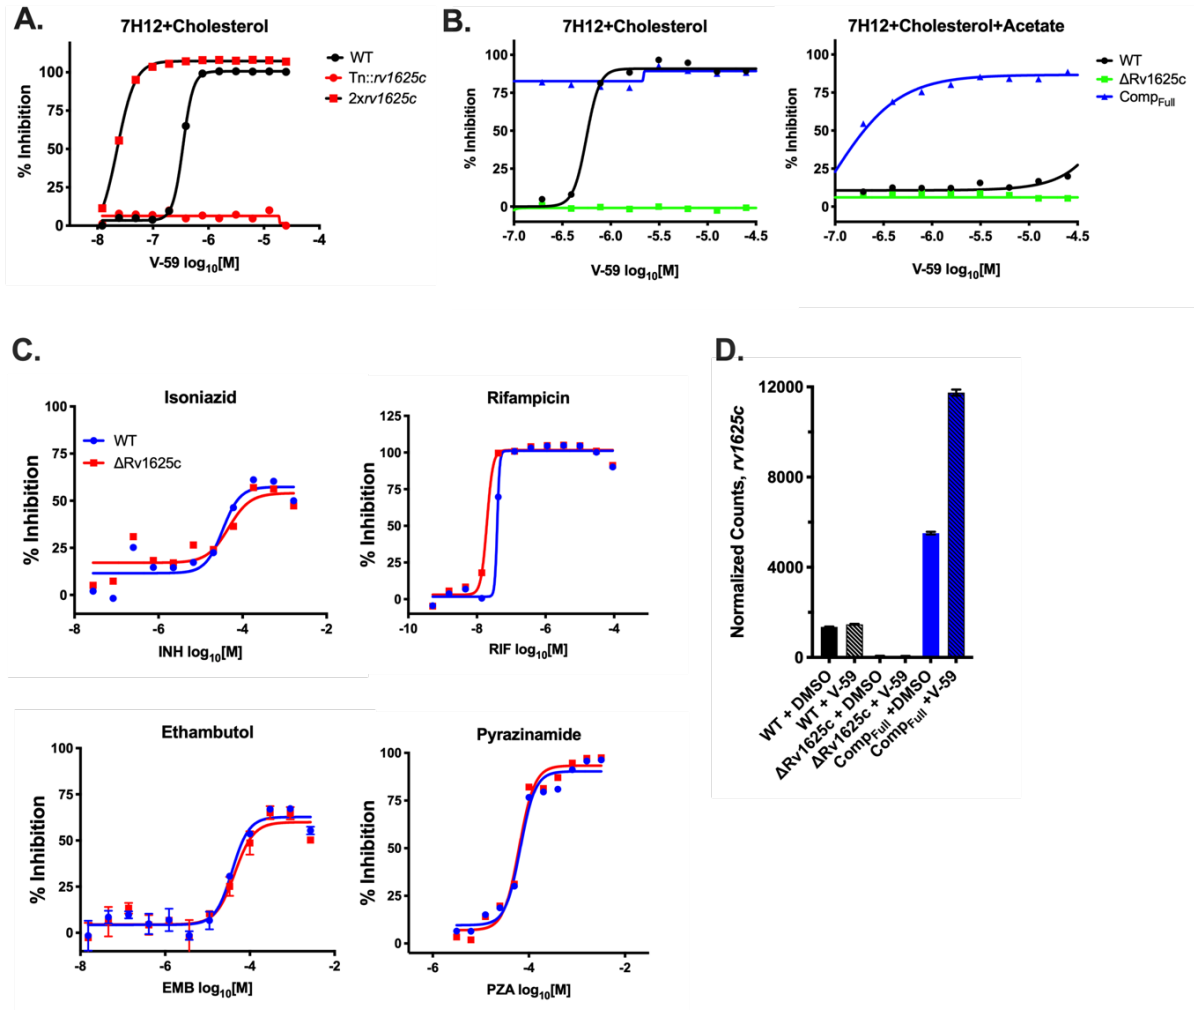 A.
7H12+Cholesterol
% Inhibition
100
75
50
25
0
-8
-7
-6
-5
-4
V-59 log10[M]
WT
Tn::rv1625c
2xrv1625c
B.
7H12+Cholesterol
% Inhibition
100
75
50
25
0
-7.0
-6.5
-6.0
-5.5
-5.0
-4.5
V-59 log10[M]
7H12+Cholesterol+Acetate
% Inhibition
100
75
50
25
0
-7.0
-6.5
-6.0
-5.5
-5.0
-4.5
V-59 log10[M]
WT
ΔRv1625c
CompFull
C.
Isoniazid
% Inhibition
100
75
50
25
0
-8
-6
-4
-2
INH log10[M]
WT
ΔRv1625c
Rifampicin
% Inhibition
125
100
75
50
25
0
-10
-8
-6
-4
RIF log10[M]
Ethambutol
% Inhibition
100
75
50
25
0
-8
-6
-4
-2
EMB log10[M]
Pyrazinamide
% Inhibition
100
75
50
25
0
-6
-4
-2
PZA log10[M]
D.
Normalized Counts, rv1625c
12000
8000
4000
0
WT + DMSO
WT + V-59
ΔRv1625c + DMSO
ΔRv1625c + V-59
CompFull +DMSO
CompFull +V-59